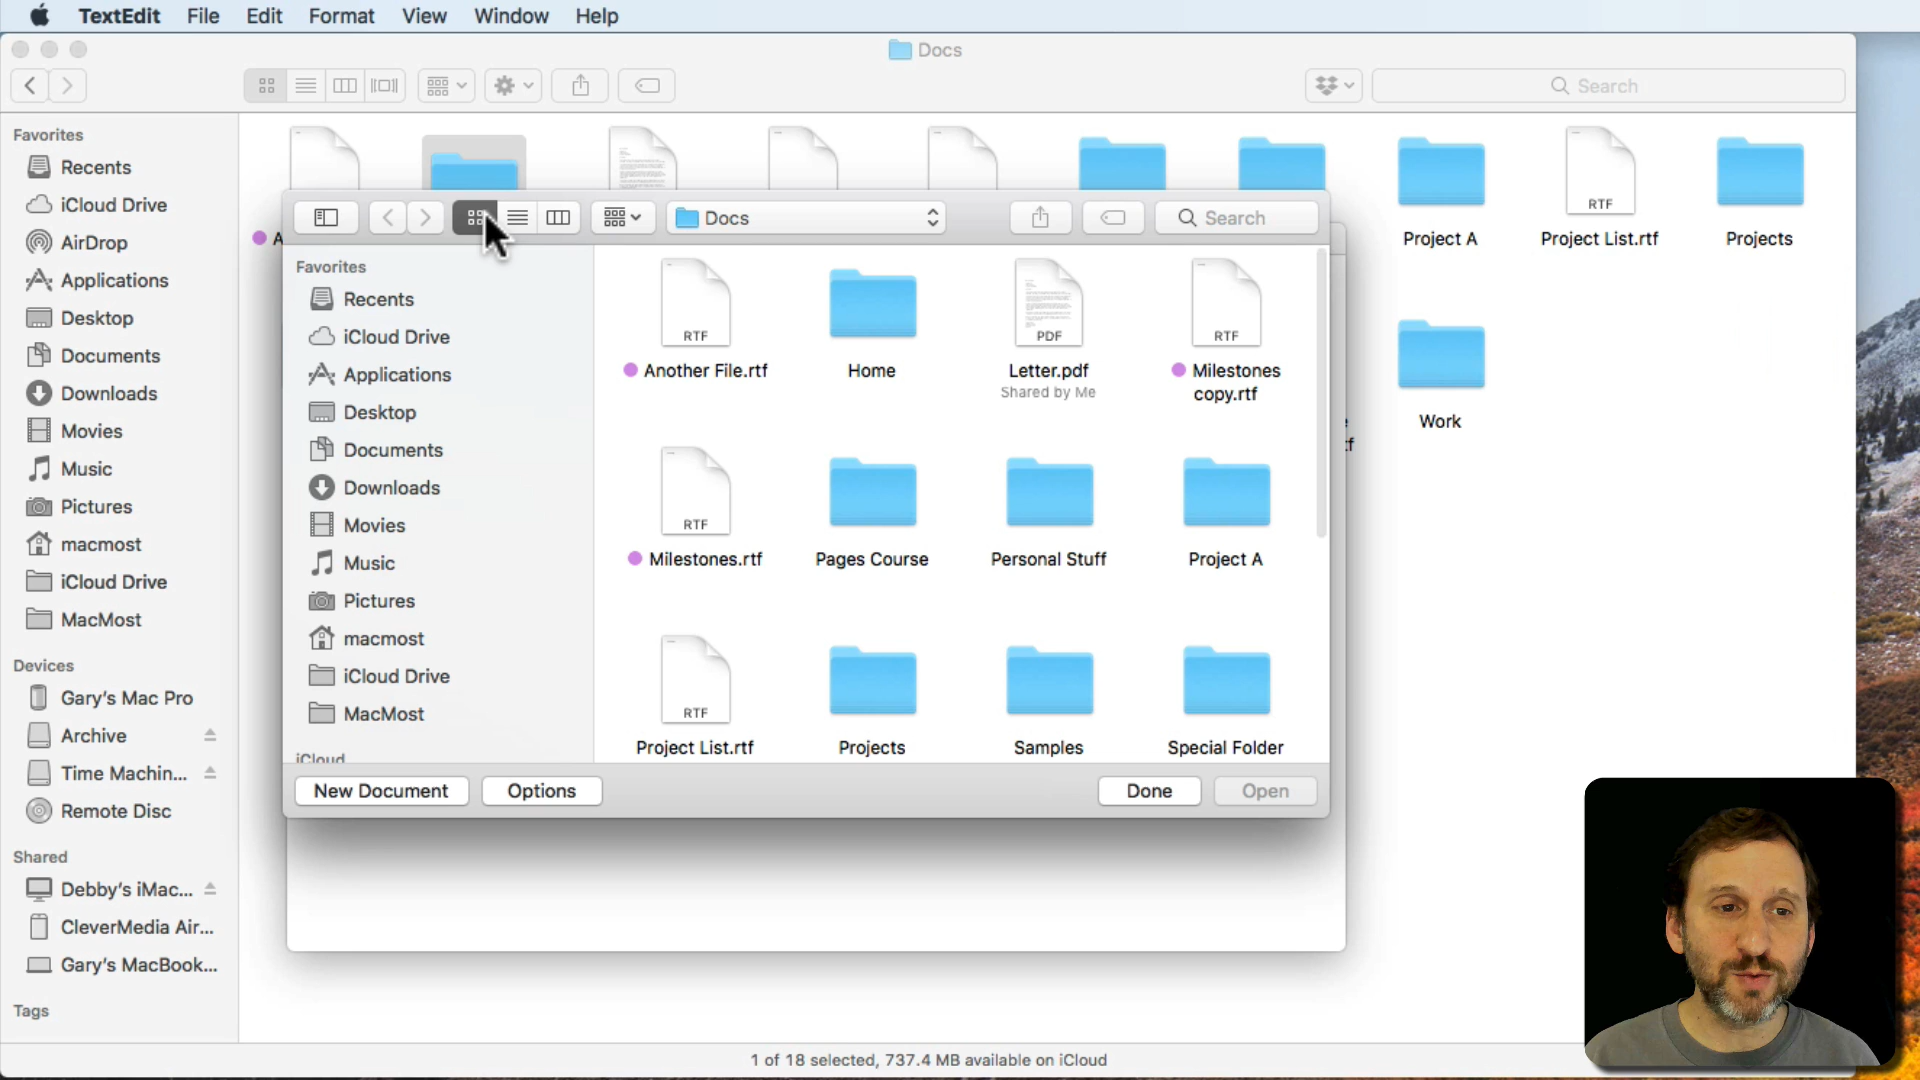 TextEdit File Edit Format View Window Help
Docs
Search
Favorites
Recents
iCloud Drive
AirDrop
Applications
Desktop
Documents
Downloads
Movies
Music
Pictures
macmost
iCloud Drive
MacMost
Devices
Gary's Mac Pro
Archive
Time Machin...
Remote Disc
Shared
Debby's iMac...
CleverMedia Air...
Gary's MacBook...
Tags
A
RTF
Project A
Project List.rtf
Projects
Work
Docs
Search
Favorites
Recents
iCloud Drive
Applications
Desktop
Documents
Downloads
Movies
Music
Pictures
macmost
iCloud Drive
MacMost
iCloud
RTF
PDF
RTF
Another File.rtf
Home
Letter.pdf
Shared by Me
Milestones
copy.rtf
RTF
Milestones.rtf
Pages Course
Personal Stuff
Project A
RTF
Project List.rtf
Projects
Samples
Special Folder
New Document
Options
Done
Open
1 of 18 selected, 737.4 MB available on iCloud